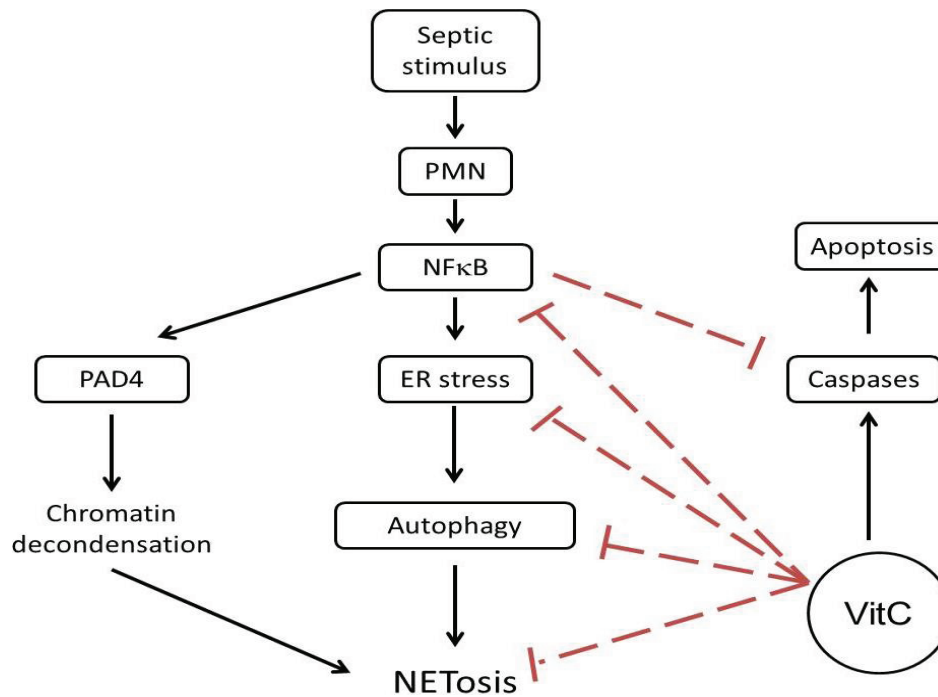 Septic
stimulus
PMN
NFκB
Apoptosis
PAD4
ER stress
Caspases
Chromatin
decondensation
Autophagy
VitC
NETosis